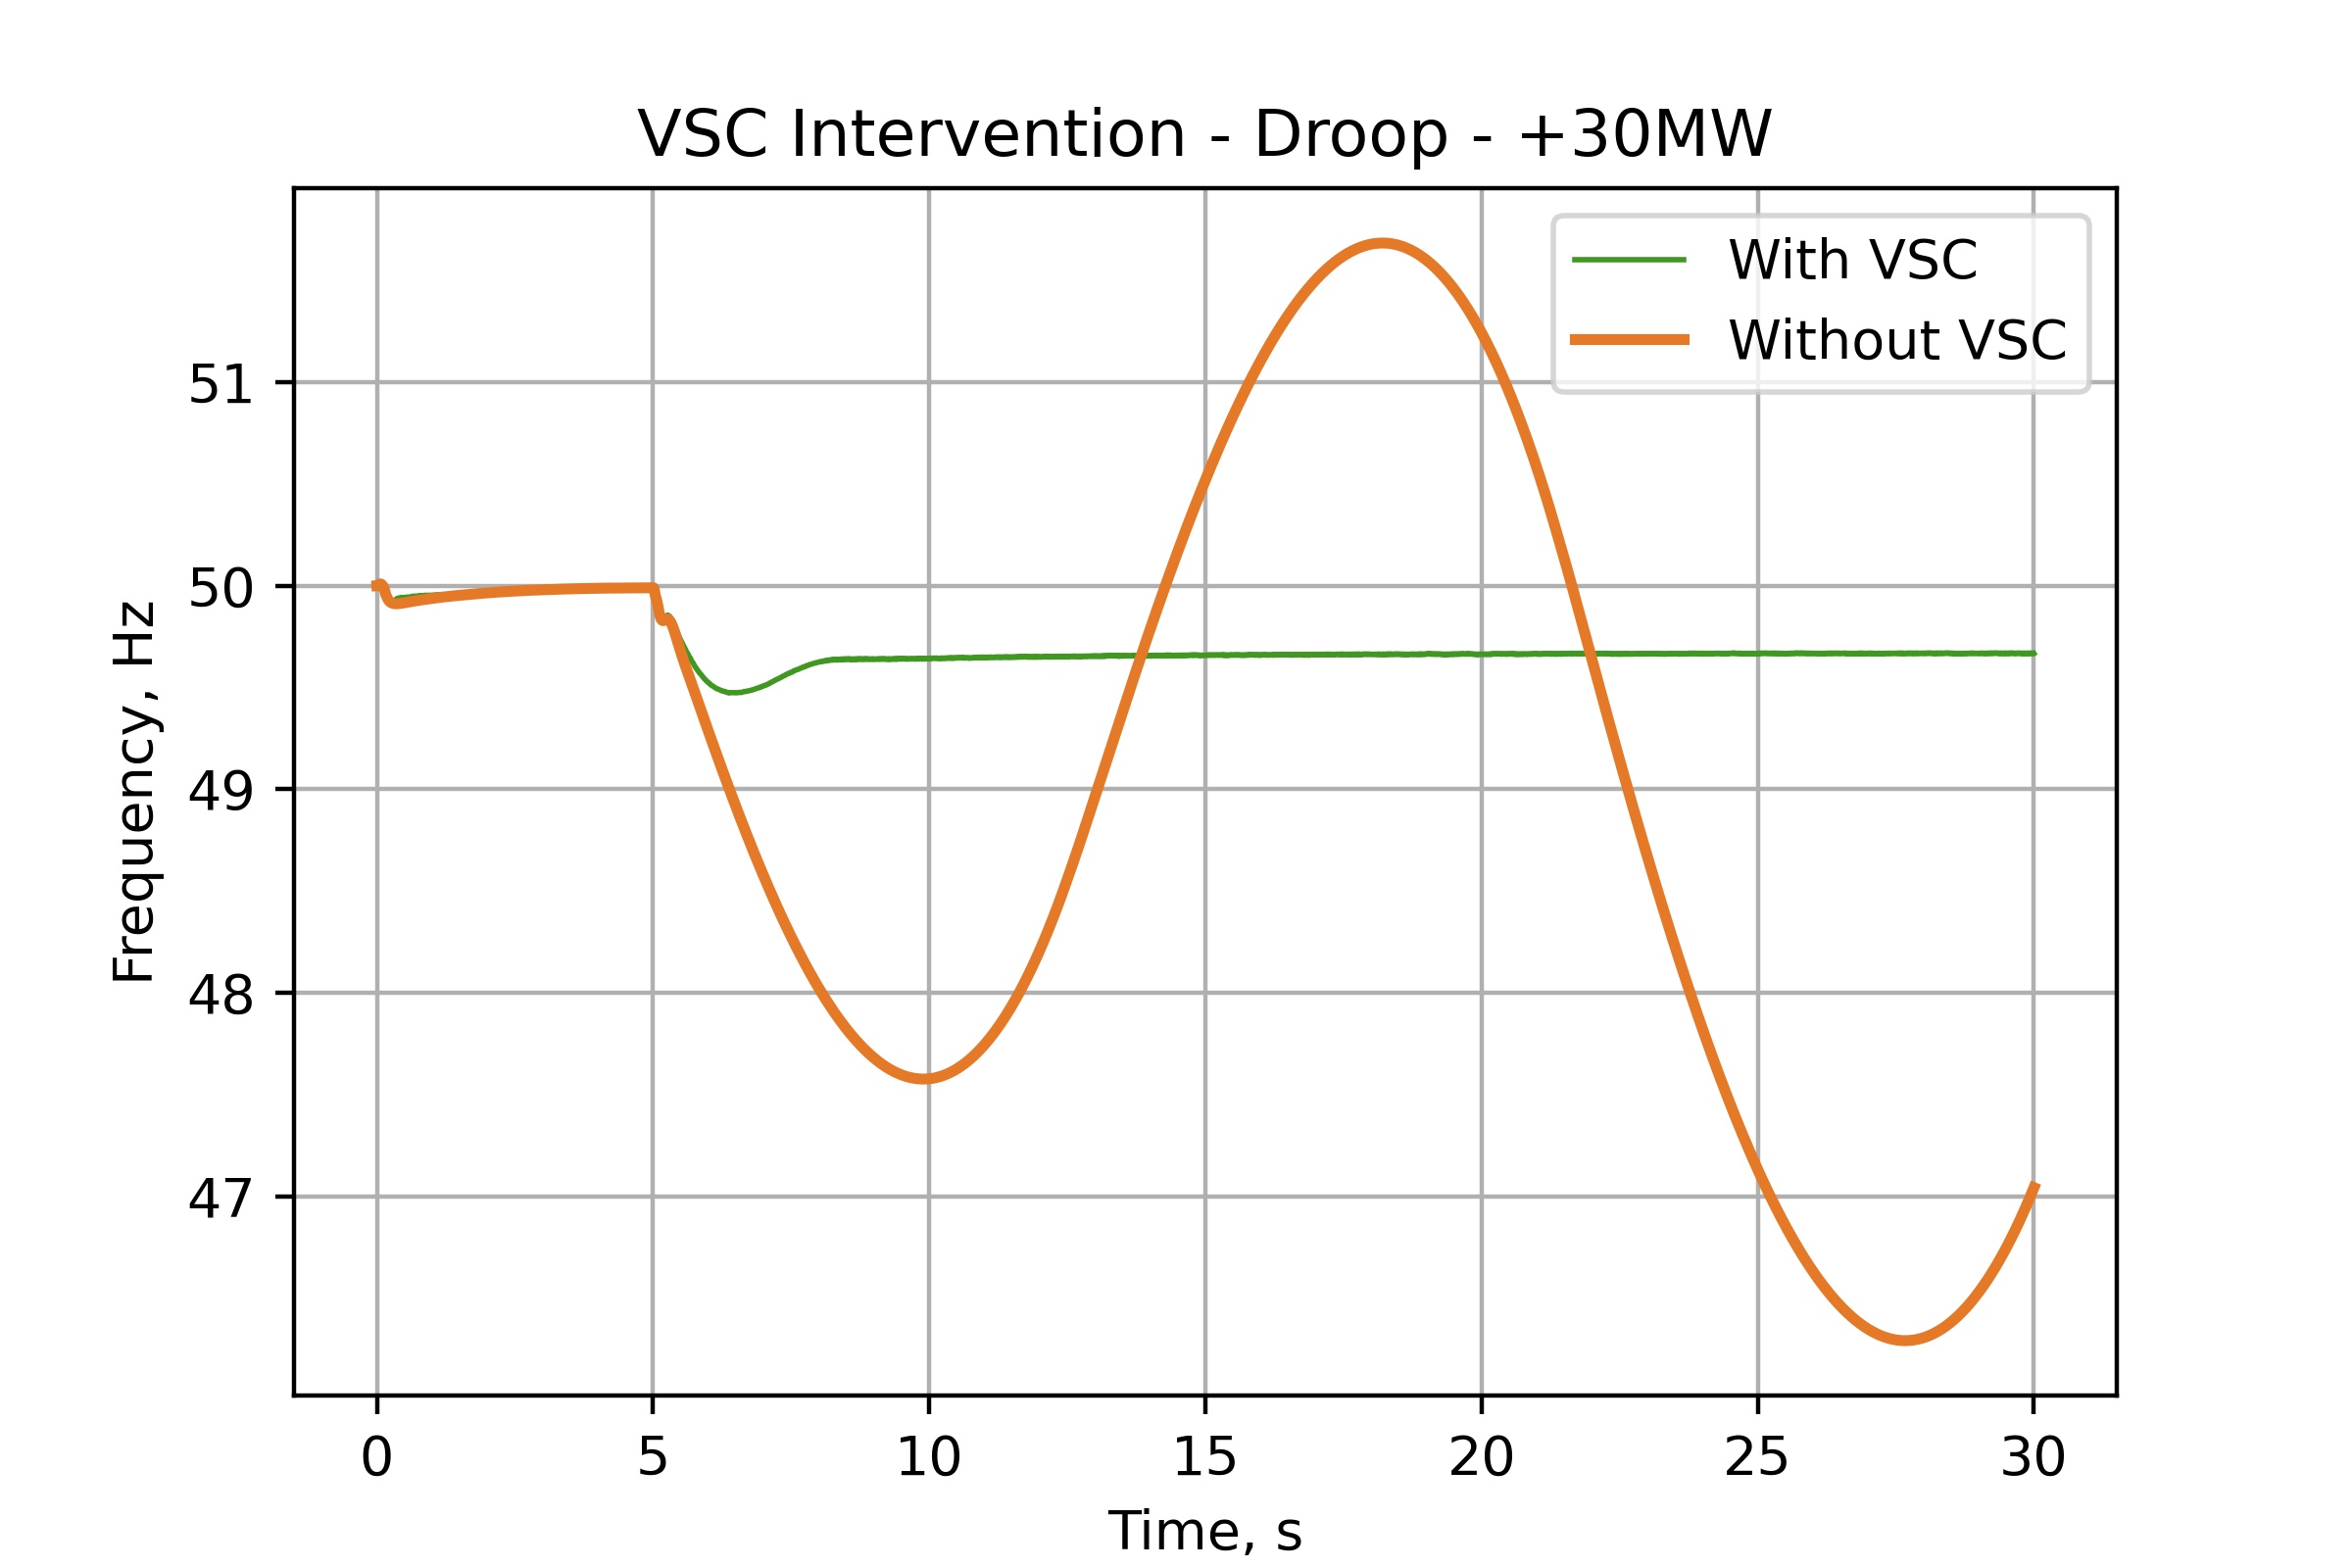 VSC Intervention - Droop - +30MW
With VSC
Without VSC
51
50
49
48
47
Frequency, Hz
0 5 10 15 20 25 30
Time, s